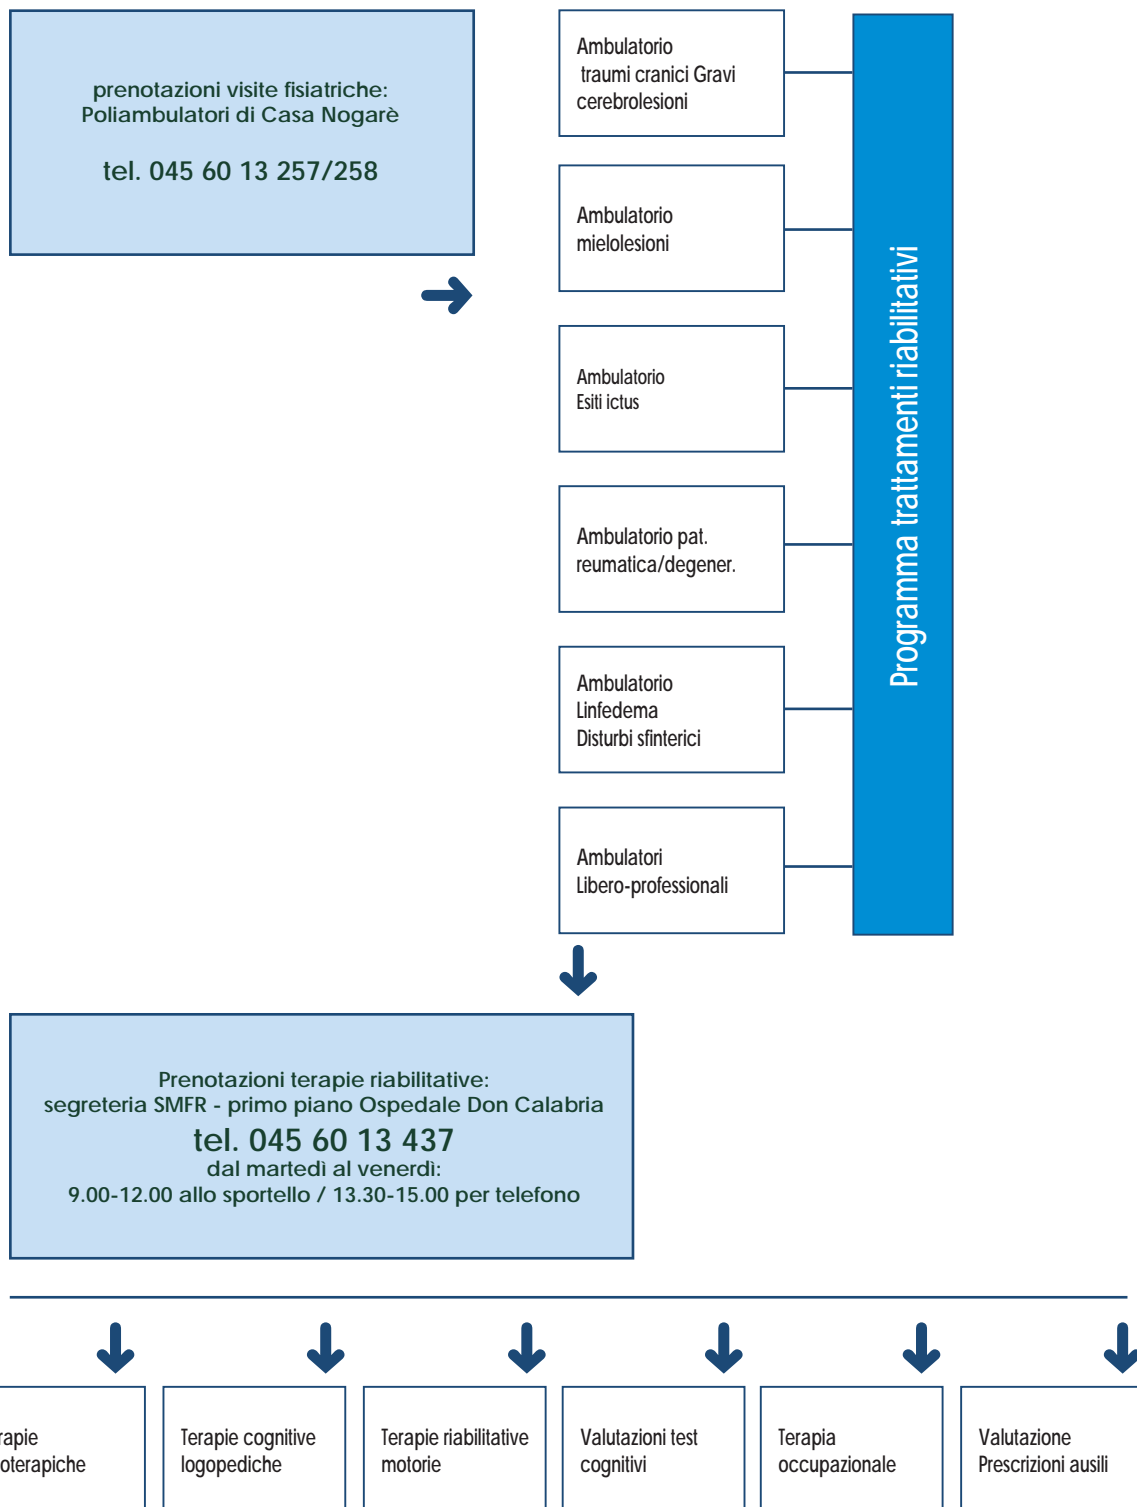 prenotazioni visite fisiatriche:
Poliambulatori di Casa Nogarè
tel. 045 60 13 257/258
Ambulatorio
traumi cranici Gravi
cerebrolesioni
Ambulatorio
mielolesioni
Ambulatorio
Esiti ictus
Ambulatorio pat.
reumatica/degener.
Ambulatorio
Linfedema
Disturbi sfinterici
Ambulatori
Libero-professionali
Programma trattamenti riabilitativi
Prenotazioni terapie riabilitative:
segreteria SMFR - primo piano Ospedale Don Calabria
tel. 045 60 13 437
dal martedì al venerdì:
9.00-12.00 allo sportello / 13.30-15.00 per telefono
Terapie cognitive
logopediche
Terapie riabilitative
motorie
Valutazioni test
cognitivi
Terapia
occupazionale
Valutazione
Prescrizioni ausili